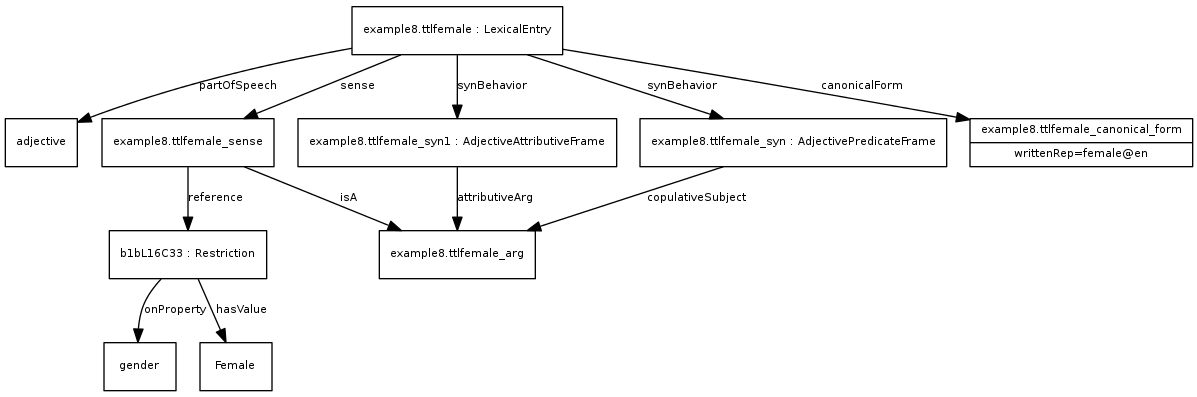 example8.ttlfemale : LexicalEntry
partOfSpeech
sense
synBehavior
synBehavior
canonicalForm
adjective
example8.ttlfemale_sense
example8.ttlfemale_syn1 : AdjectiveAttributiveFrame
example8.ttlfemale_syn : AdjectivePredicateFrame
example8.ttlfemale_canonical_form
writtenRep=female@en
reference
isA
attributiveArg
copulativeSubject
b1bL16C33 : Restriction
example8.ttlfemale_arg
onProperty
hasValue
gender
Female